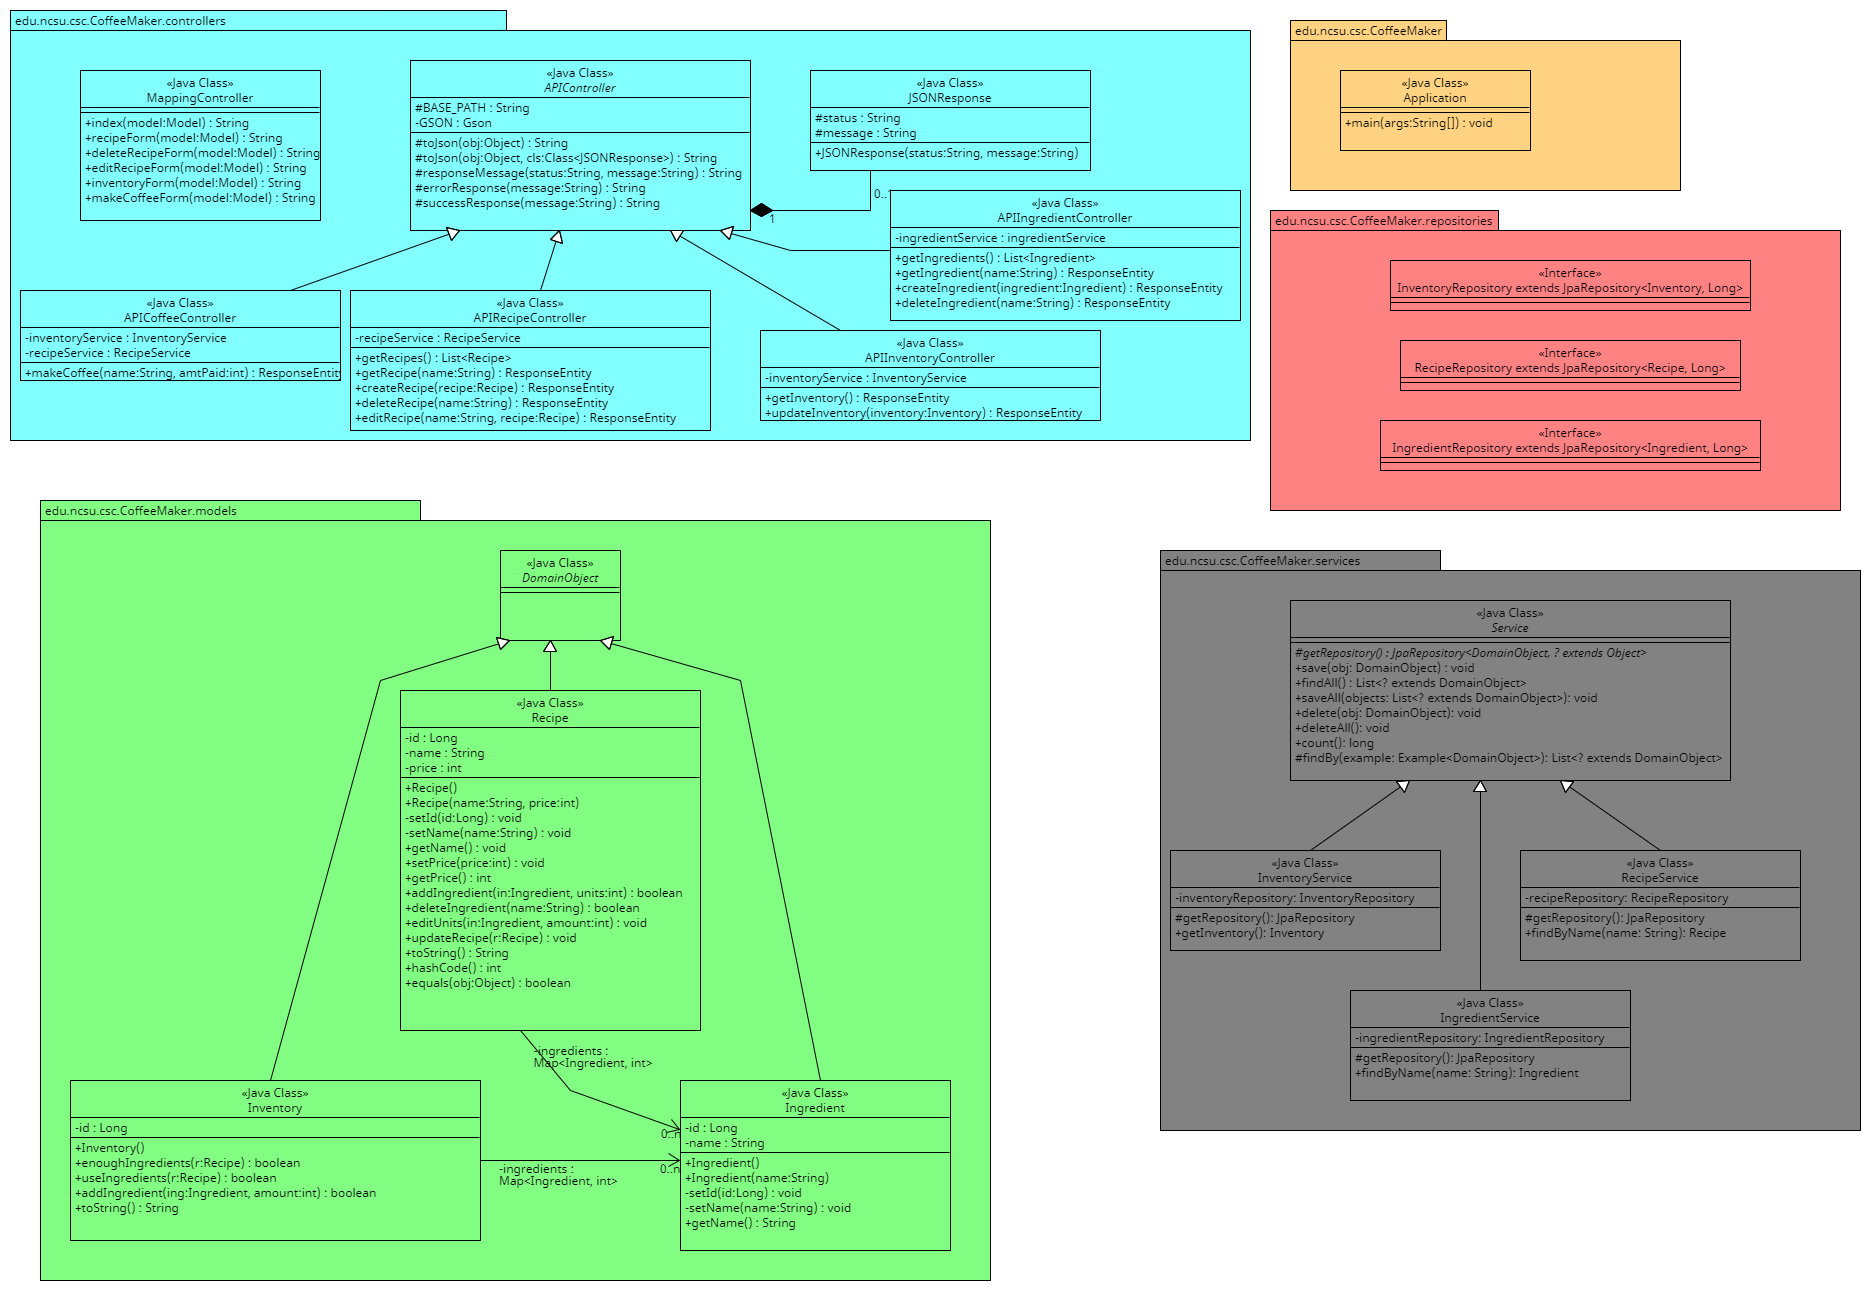 edu.ncsu.csc.CoffeeMaker.controllers
«Java Class»
MappingController
+index(model:Model) : String
+recipeForm(model:Model) : String
+deleteRecipeForm(model:Model) : String
+editRecipeForm(model:Model) : String
+inventoryForm(model:Model) : String
+makeCoffeeForm(model:Model) : String
«Java Class»
APIController
#BASE_PATH : String
-GSON : Gson
#toJson(obj:Object) : String
#toJson(obj:Object, cls:Class<JSONResponse>) : String
#responseMessage(status:String, message:String) : String
#errorResponse(message:String) : String
#successResponse(message:String) : String
«Java Class»
JSONResponse
#status : String
#message : String
+JSONResponse(status:String, message:String)
0..
1
«Java Class»
APIIngredientController
-ingredientService : ingredientService
+getIngredients() : List<Ingredient>
+getIngredient(name:String) : ResponseEntity
+createIngredient(ingredient:Ingredient) : ResponseEntity
+deleteIngredient(name:String) : ResponseEntity
«Java Class»
APICoffeeController
-inventoryService : InventoryService
-recipeService : RecipeService
+makeCoffee(name:String, amtPaid:int) : ResponseEntity
«Java Class»
APIRecipeController
-recipeService : RecipeService
+getRecipes() : List<Recipe>
+getRecipe(name:String) : ResponseEntity
+createRecipe(recipe:Recipe) : ResponseEntity
+deleteRecipe(name:String) : ResponseEntity
+editRecipe(name:String, recipe:Recipe) : ResponseEntity
«Java Class»
APIInventoryController
-inventoryService : InventoryService
+getInventory() : ResponseEntity
+updateInventory(inventory:Inventory) : ResponseEntity
edu.ncsu.csc.CoffeeMaker
«Java Class»
Application
+main(args:String[]) : void
edu.ncsu.csc.CoffeeMaker.repositories
«Interface»
InventoryRepository extends JpaRepository<Inventory, Long>
«Interface»
RecipeRepository extends JpaRepository<Recipe, Long>
«Interface»
IngredientRepository extends JpaRepository<Ingredient, Long>
edu.ncsu.csc.CoffeeMaker.models
«Java Class»
DomainObject
«Java Class»
Recipe
-id : Long
-name : String
-price : int
+Recipe()
+Recipe(name:String, price:int)
-setId(id:Long) : void
-setName(name:String) : void
+getName() : void
+setPrice(price:int) : void
+getPrice() : int
+addIngredient(in:Ingredient, units:int) : boolean
+deleteIngredient(name:String) : boolean
+editUnits(in:Ingredient, amount:int) : void
+updateRecipe(r:Recipe) : void
+toString() : String
+hashCode() : int
+equals(obj:Object) : boolean
-ingredients :
Map<Ingredient, int>
0..n
«Java Class»
Inventory
-id : Long
+Inventory()
+enoughIngredients(r:Recipe) : boolean
+useIngredients(r:Recipe) : boolean
+addIngredient(ing:Ingredient, amount:int) : boolean
+toString() : String
-ingredients :
Map<Ingredient, int>
0..n
«Java Class»
Ingredient
-id : Long
-name : String
+Ingredient()
+Ingredient(name:String)
-setId(id:Long) : void
-setName(name:String) : void
+getName() : String
edu.ncsu.csc.CoffeeMaker.services
«Java Class»
Service
#getRepository() : JpaRepository<DomainObject, ? extends Object>
+save(obj: DomainObject) : void
+findAll() : List<? extends DomainObject>
+saveAll(objects: List<? extends DomainObject>): void
+delete(obj: DomainObject): void
+deleteAll(): void
+count(): long
#findBy(example: Example<DomainObject>): List<? extends DomainObject>
«Java Class»
InventoryService
-inventoryRepository: InventoryRepository
#getRepository(): JpaRepository
+getInventory(): Inventory
«Java Class»
RecipeService
-recipeRepository: RecipeRepository
#getRepository(): JpaRepository
+findByName(name: String): Recipe
«Java Class»
IngredientService
-ingredientRepository: IngredientRepository
#getRepository(): JpaRepository
+findByName(name: String): Ingredient